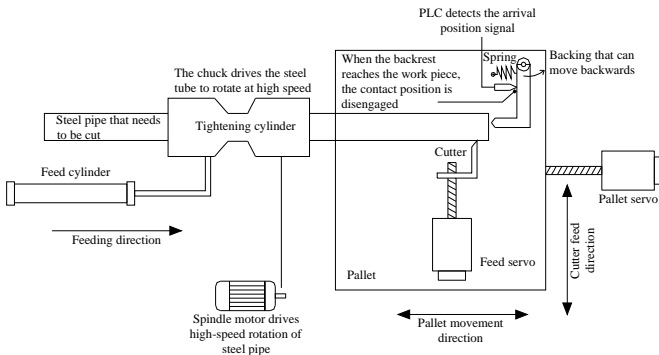 PLC detects the arrival
position signal
When the backrest
reaches the work piece,
the contact position is
disengaged
Spring
Backing that can
move backwards
The chuck drives the steel
tube to rotate at high speed
Steel pipe that needs
to be cut
Tightening cylinder
Cutter
Feed cylinder
Pallet servo
Feeding direction
Feed servo
Cutter feed
direction
Pallet
Spindle motor drives
high-speed rotation of
steel pipe
Pallet movement
direction